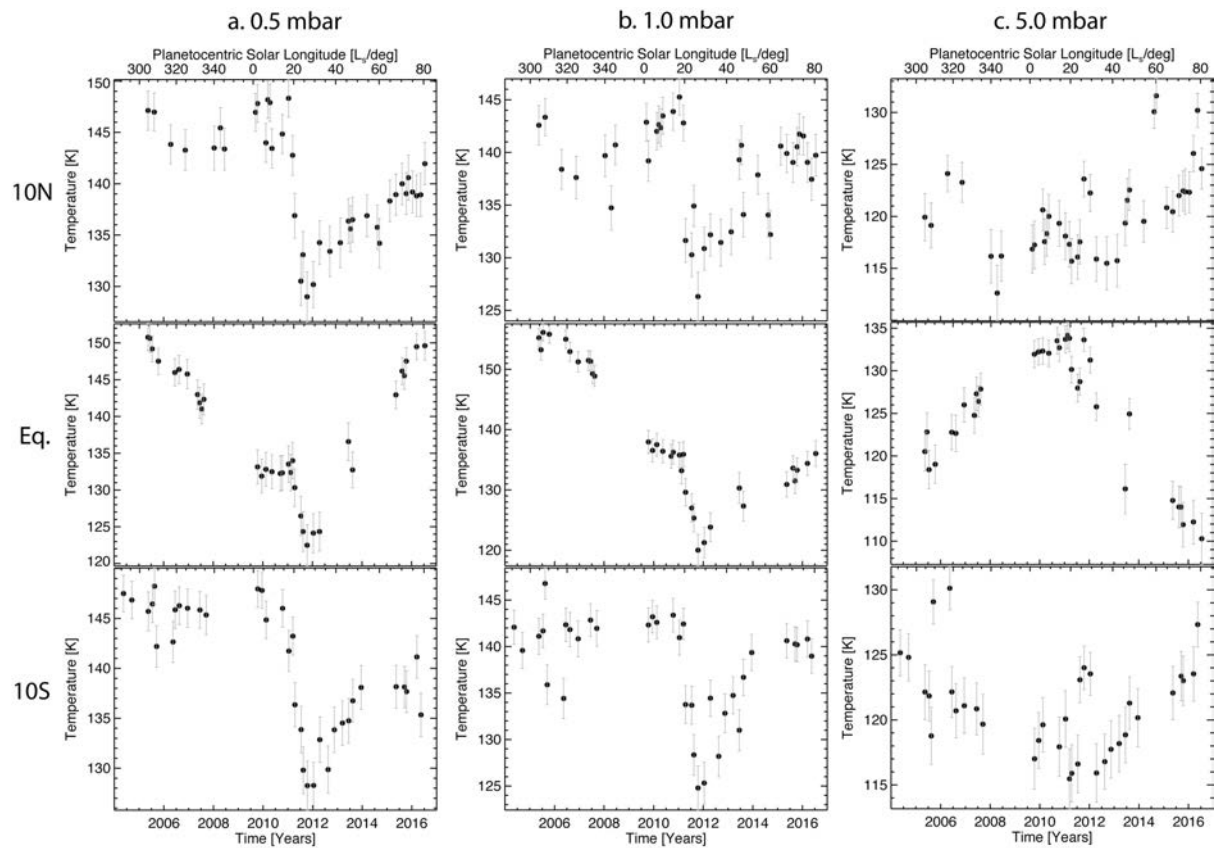 a. 0.5 mbar
b. 1.0 mbar
c. 5.0 mbar
Planetocentric Solar Longitude [Ls/deg]
Planetocentric Solar Longitude [Ls/deg]
Planetocentric Solar Longitude [Ls/deg]
300 320 340 0 20 40 60 80
300 320 340 0 20 40 60 80
300 320 340 0 20 40 60 80
10N
Temperature [K]
150
145
140
135
130
Temperature [K]
145
140
135
130
125
Temperature [K]
130
125
120
115
Eq.
Temperature [K]
150
145
142
135
130
125
120
Temperature [K]
150
140
130
120
Temperature [K]
135
130
125
120
115
110
10S
Temperature [K]
145
140
135
130
Temperature [K]
145
140
135
130
125
Temperature [K]
130
125
120
115
2006 2008 2010 2012 2014 2016
2006 2008 2010 2012 2014 2016
2006 2008 2010 2012 2014 2016
Time [Years]
Time [Years]
Time [Years]